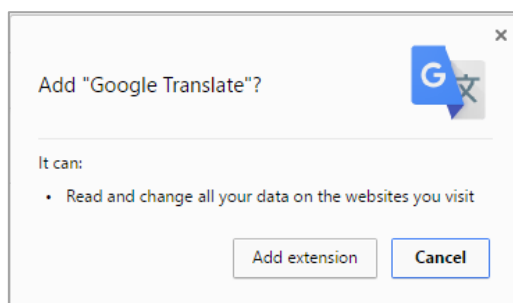 ×
G
文
Add "Google Translate"?
It can:
• Read and change all your data on the websites you visit
Add extension
Cancel